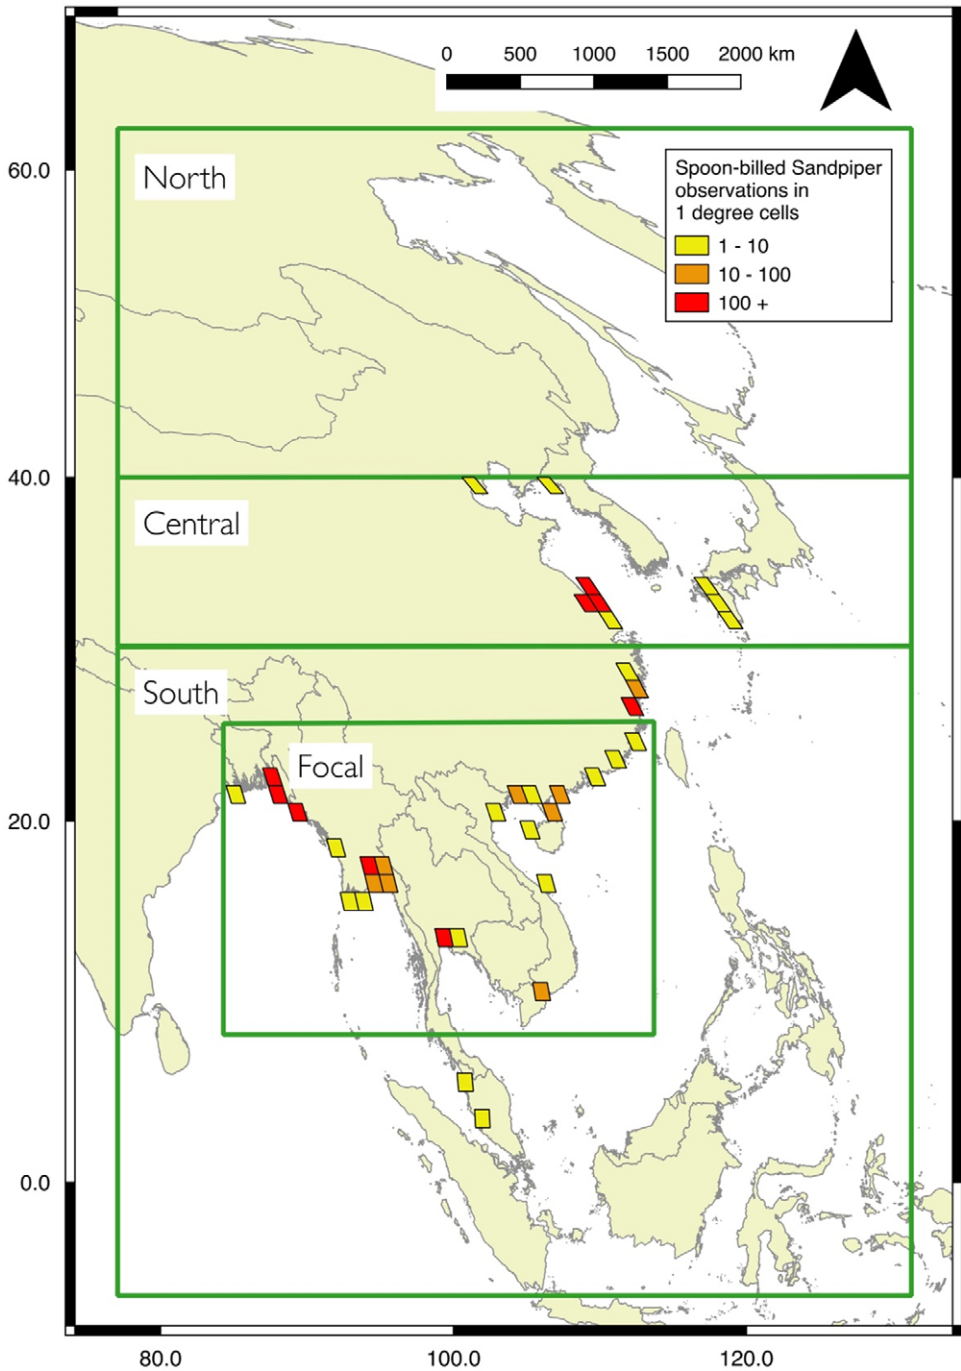 0 500 1000 1500 2000 km
60.0
North
Spoon-billed Sandpiper
observations in
1 degree cells
1 - 10
10 - 100
100 +
40.0
Central
South
Focal
20.0
0.0
80.0 100.0 120.0